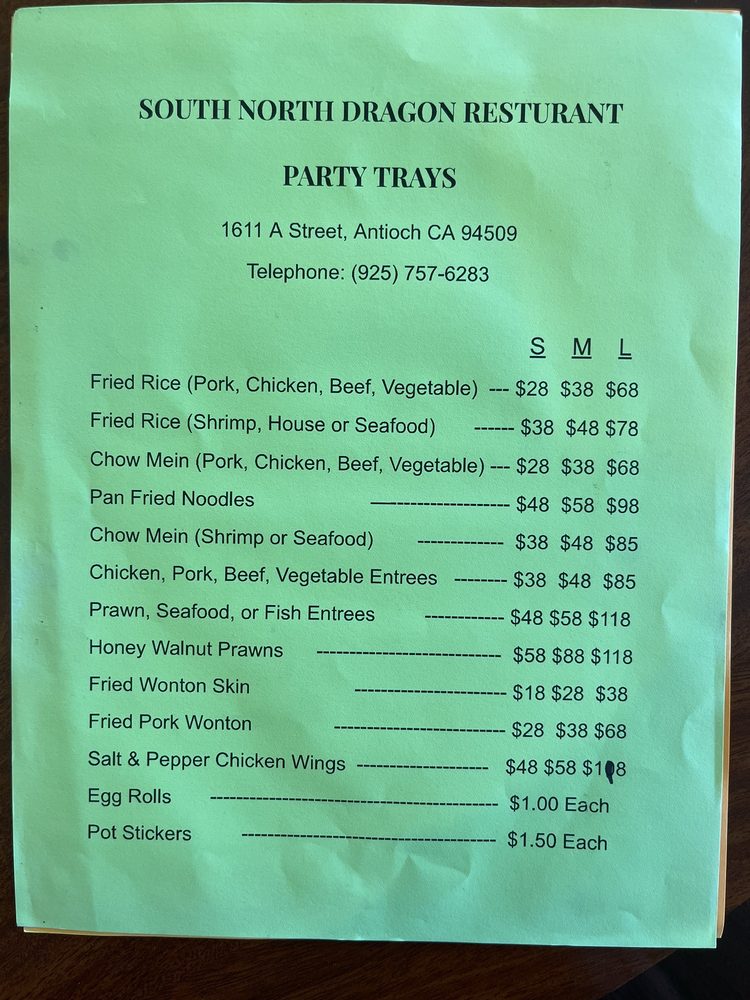 SOUTH NORTH DRAGON RESTURANT
PARTY TRAYS
1611 A Street, Antioch CA 94509
Telephone: (925) 757-6283
S M L
Fried Rice (Pork, Chicken, Beef, Vegetable) --- $28 $38 $68
Fried Rice (Shrimp, House or Seafood) ------ $38 $48 $78
Chow Mein (Pork, Chicken, Beef, Vegetable) --- $28 $38 $68
Pan Fried Noodles —------------------- $48 $58 $98
Chow Mein (Shrimp or Seafood) ------------- $38 $48 $85
Chicken, Pork, Beef, Vegetable Entrees -------- $38 $48 $85
Prawn, Seafood, or Fish Entrees ------------ $48 $58 $118
Honey Walnut Prawns ---------------------------- $58 $88 $118
Fried Wonton Skin ----------------------- $18 $28 $38
Fried Pork Wonton -------------------------- $28 $38 $68
Salt & Pepper Chicken Wings -------------------- $48 $58
Egg Rolls -------------------------------------------- $1.00 Each
Pot Stickers --------------------------------------- $1.50 Each